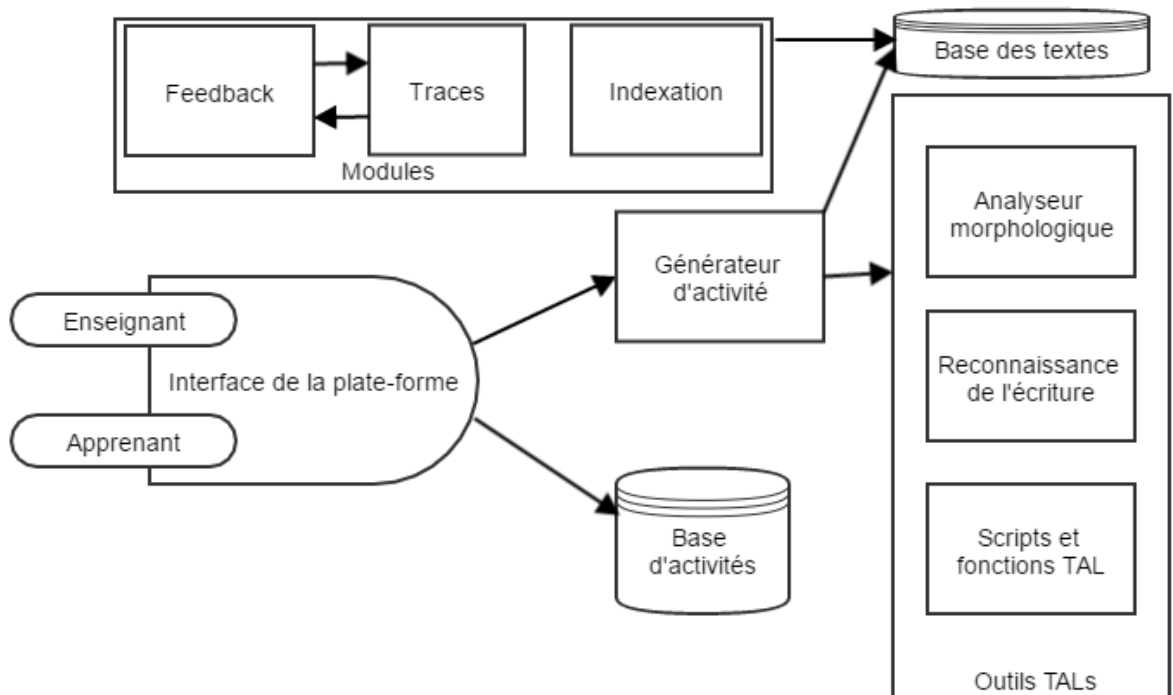 Feedback
Traces
Indexation
Modules
Base des textes
Analyseur
morphologique
Générateur
d'activité
Enseignant
Interface de la plate-forme
Apprenant
Reconnaissance
de l'écriture
Base
d'activités
Scripts et
fonctions TAL
Outils TALs